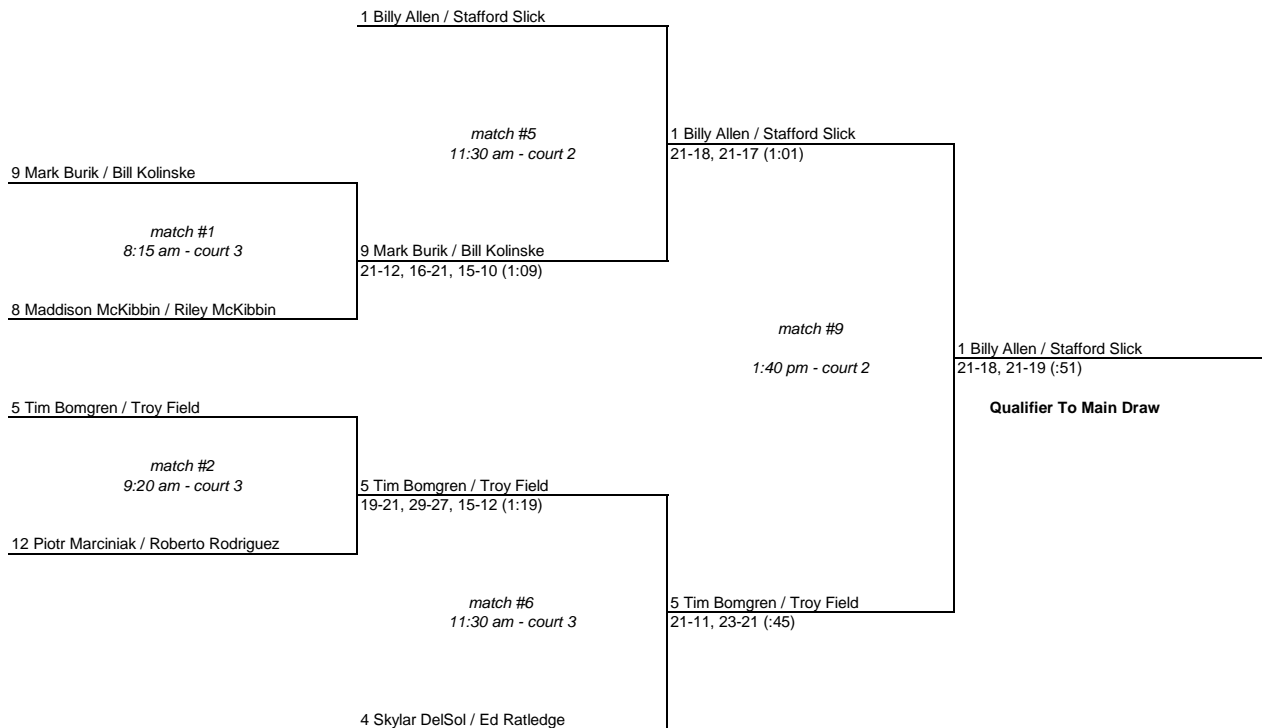 1 Billy Allen / Stafford Slick
match #5
11:30 am - court 2
1 Billy Allen / Stafford Slick
21-18, 21-17 (1:01)
9 Mark Burik / Bill Kolinske
match #1
8:15 am - court 3
9 Mark Burik / Bill Kolinske
21-12, 16-21, 15-10 (1:09)
8 Maddison McKibbin / Riley McKibbin
match #9
1:40 pm - court 2
1 Billy Allen / Stafford Slick
21-18, 21-19 (:51)
Qualifier To Main Draw
5 Tim Bomgren / Troy Field
match #2
9:20 am - court 3
5 Tim Bomgren / Troy Field
19-21, 29-27, 15-12 (1:19)
12 Piotr Marciniak / Roberto Rodriguez
match #6
11:30 am - court 3
5 Tim Bomgren / Troy Field
21-11, 23-21 (:45)
4 Skylar DelSol / Ed Ratledge